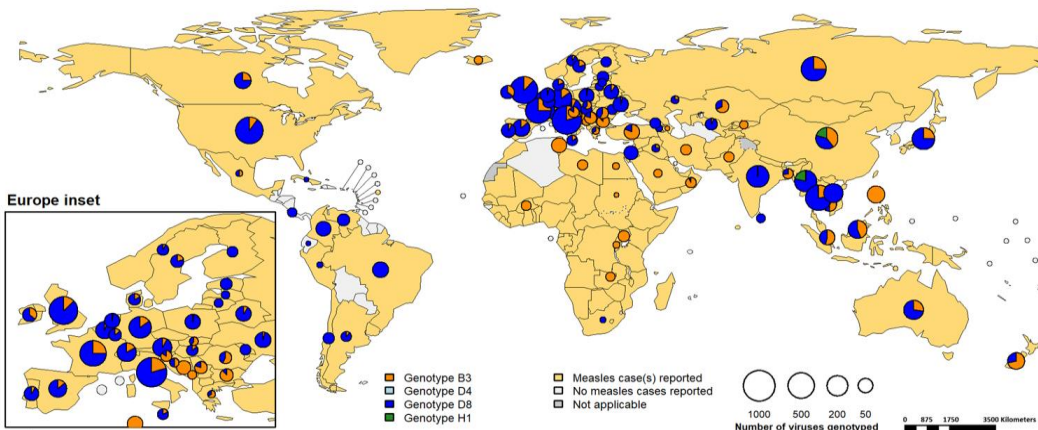 Europe inset
Genotype B3
Genotype D4
Genotype D8
Genotype H1
Measles case(s) reported
No measles cases reported
Not applicable
1000 500 200 50
Number of viruses genotyped
0 875 1750 3500 Kilometers